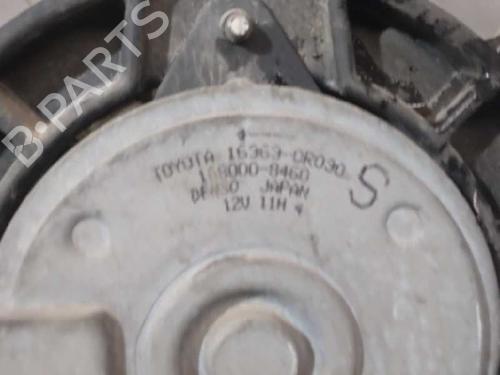 B-PARTS
TOYOTA 16363-0R030
168000-8460
DENSO JAPAN
12V 11H
S